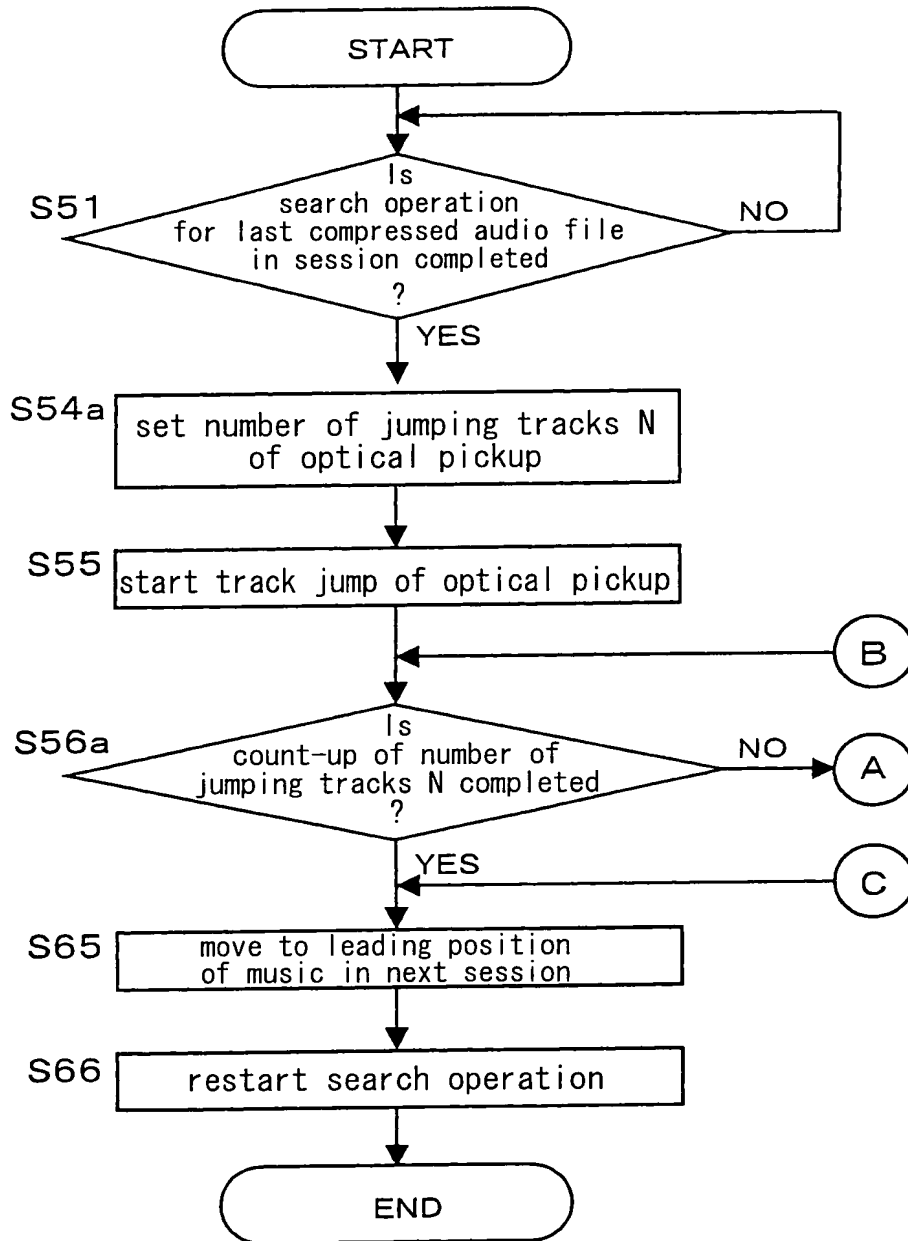 START
Is
S51
search operation
NO
for last compressed audio file
in session completed
?
YES
S54a
set number of jumping tracks N
of optical pickup
S55
start track jump of optical pickup
B
Is
S56a
count-up of number of
NO
A
jumping tracks N completed
?
YES
C
S65
move to leading position
of music in next session
S66
restart search operation
END